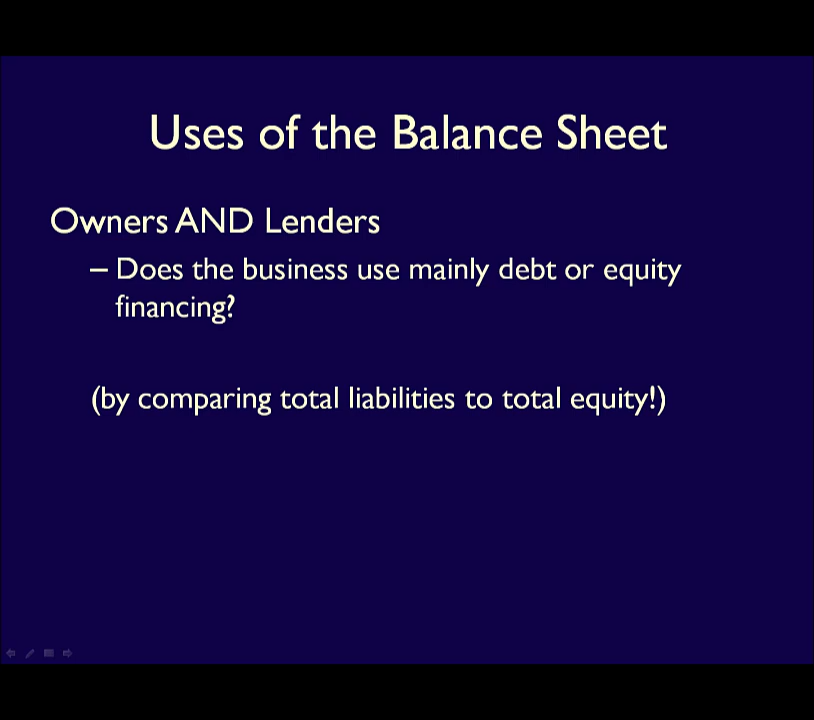 Uses of the Balance Sheet
Owners AND Lenders
– Does the business use mainly debt or equity
financing?
(by comparing total liabilities to total equity!)